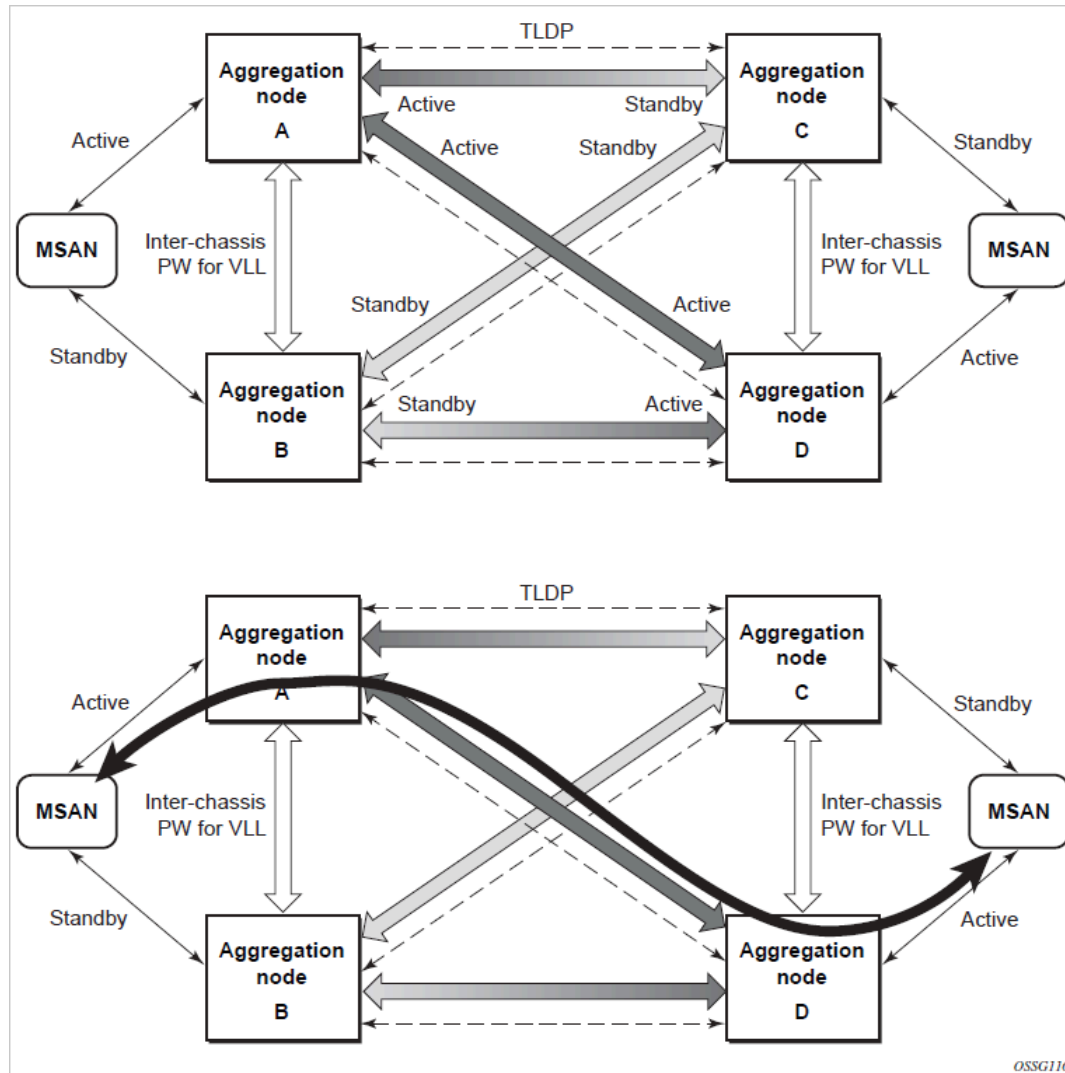 TLDP
Aggregation
node
A
Aggregation
node
C
Active
Standby
Active
Active
Standby
Standby
MSAN
Inter-chassis
PW for VLL
Inter-chassis
PW for VLL
MSAN
Standby
Active
Standby
Active
Aggregation
node
B
Standby
Active
Aggregation
node
D
TLDP
Aggregation
node
A
Aggregation
node
C
Active
Standby
MSAN
Inter-chassis
PW for VLL
Inter-chassis
PW for VLL
MSAN
Standby
Active
Aggregation
node
B
Aggregation
node
D